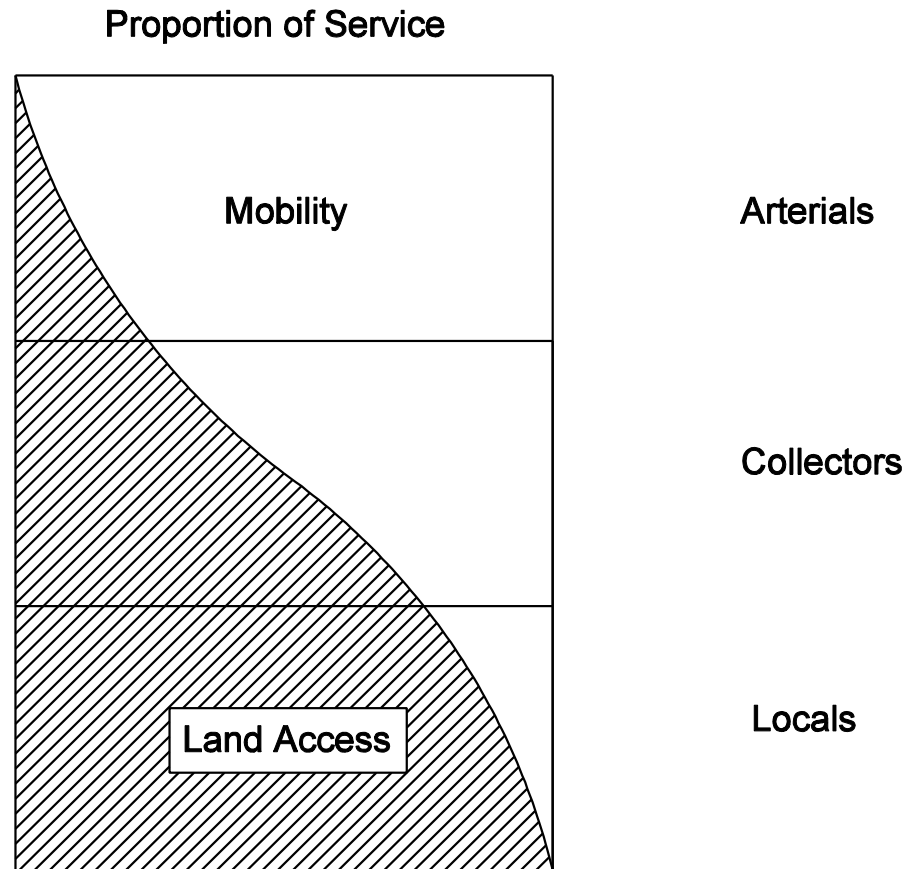 Proportion of Service
Mobility
Arterials
Collectors
Locals
Land Access